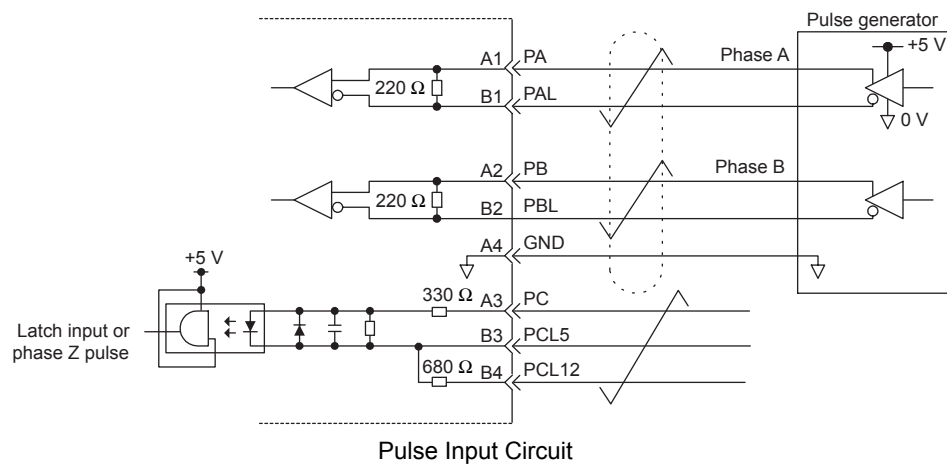 Pulse generator
+5 V
A1 PA Phase A
220 Ω
B1 PAL
0 V
A2 PB Phase B
220 Ω
B2 PBL
A4 GND
+5 V
330 Ω A3 PC
Latch input or
phase Z pulse
B3 PCL5
680 Ω B4 PCL12
Pulse Input Circuit